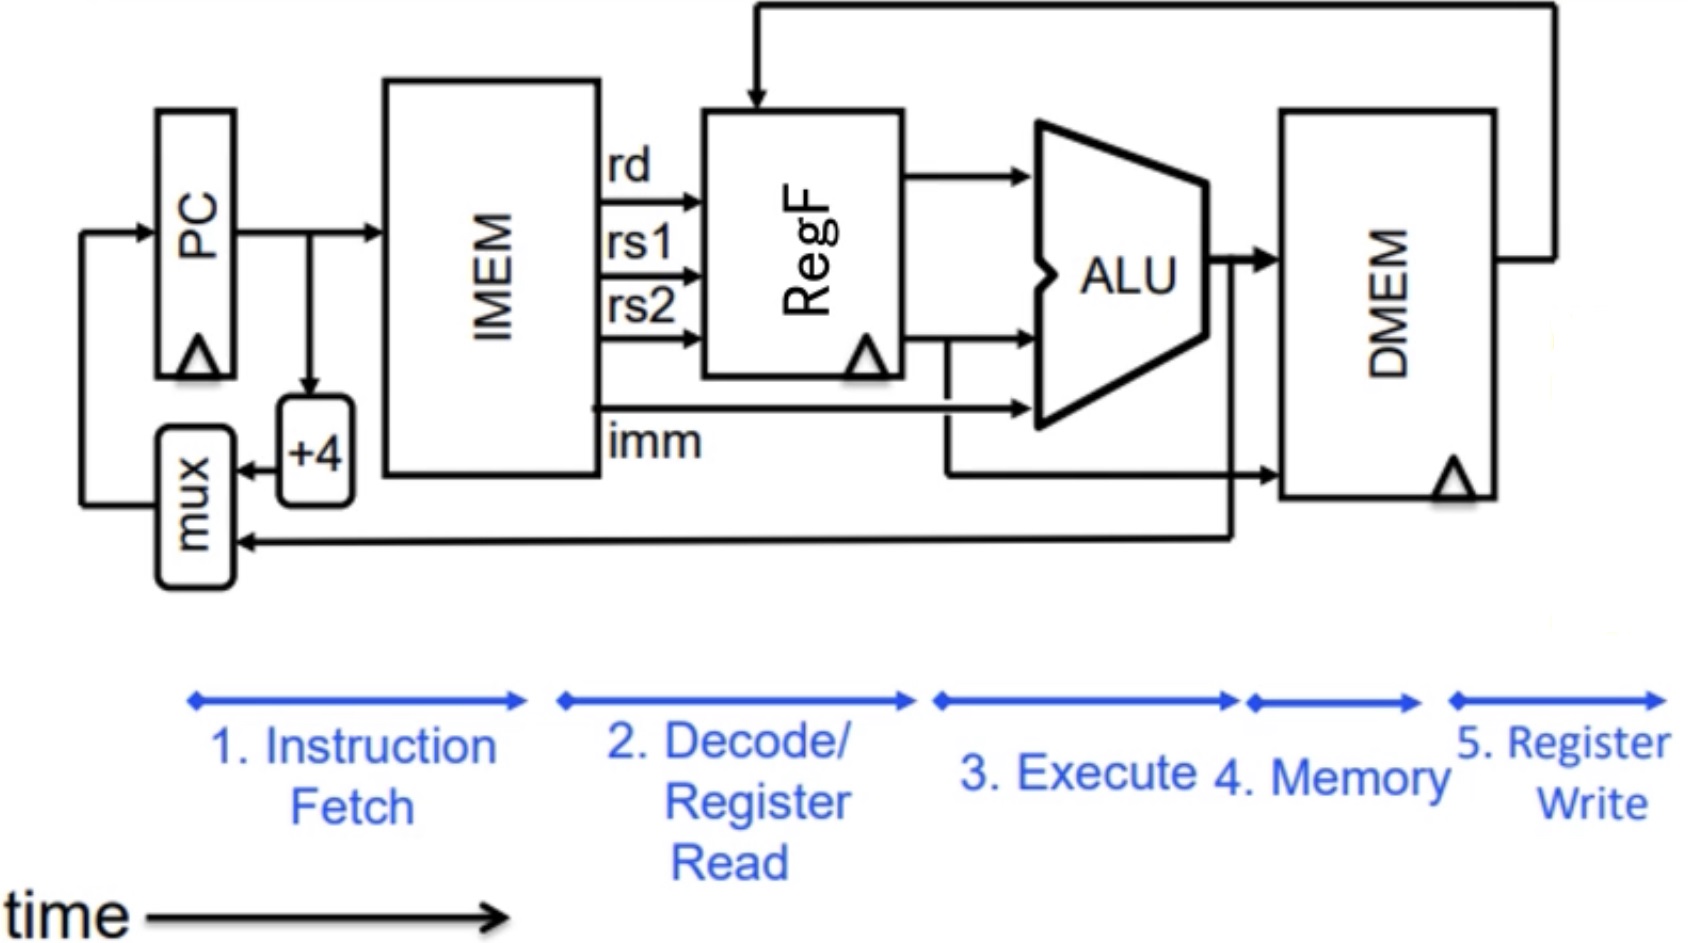 PC
IMEM
rd
rs1
rs2
imm
RegF
ALU
DMEM
+4
mux
1. Instruction
Fetch
2. Decode/
Register
Read
3. Execute
4. Memory
5. Register
Write
time